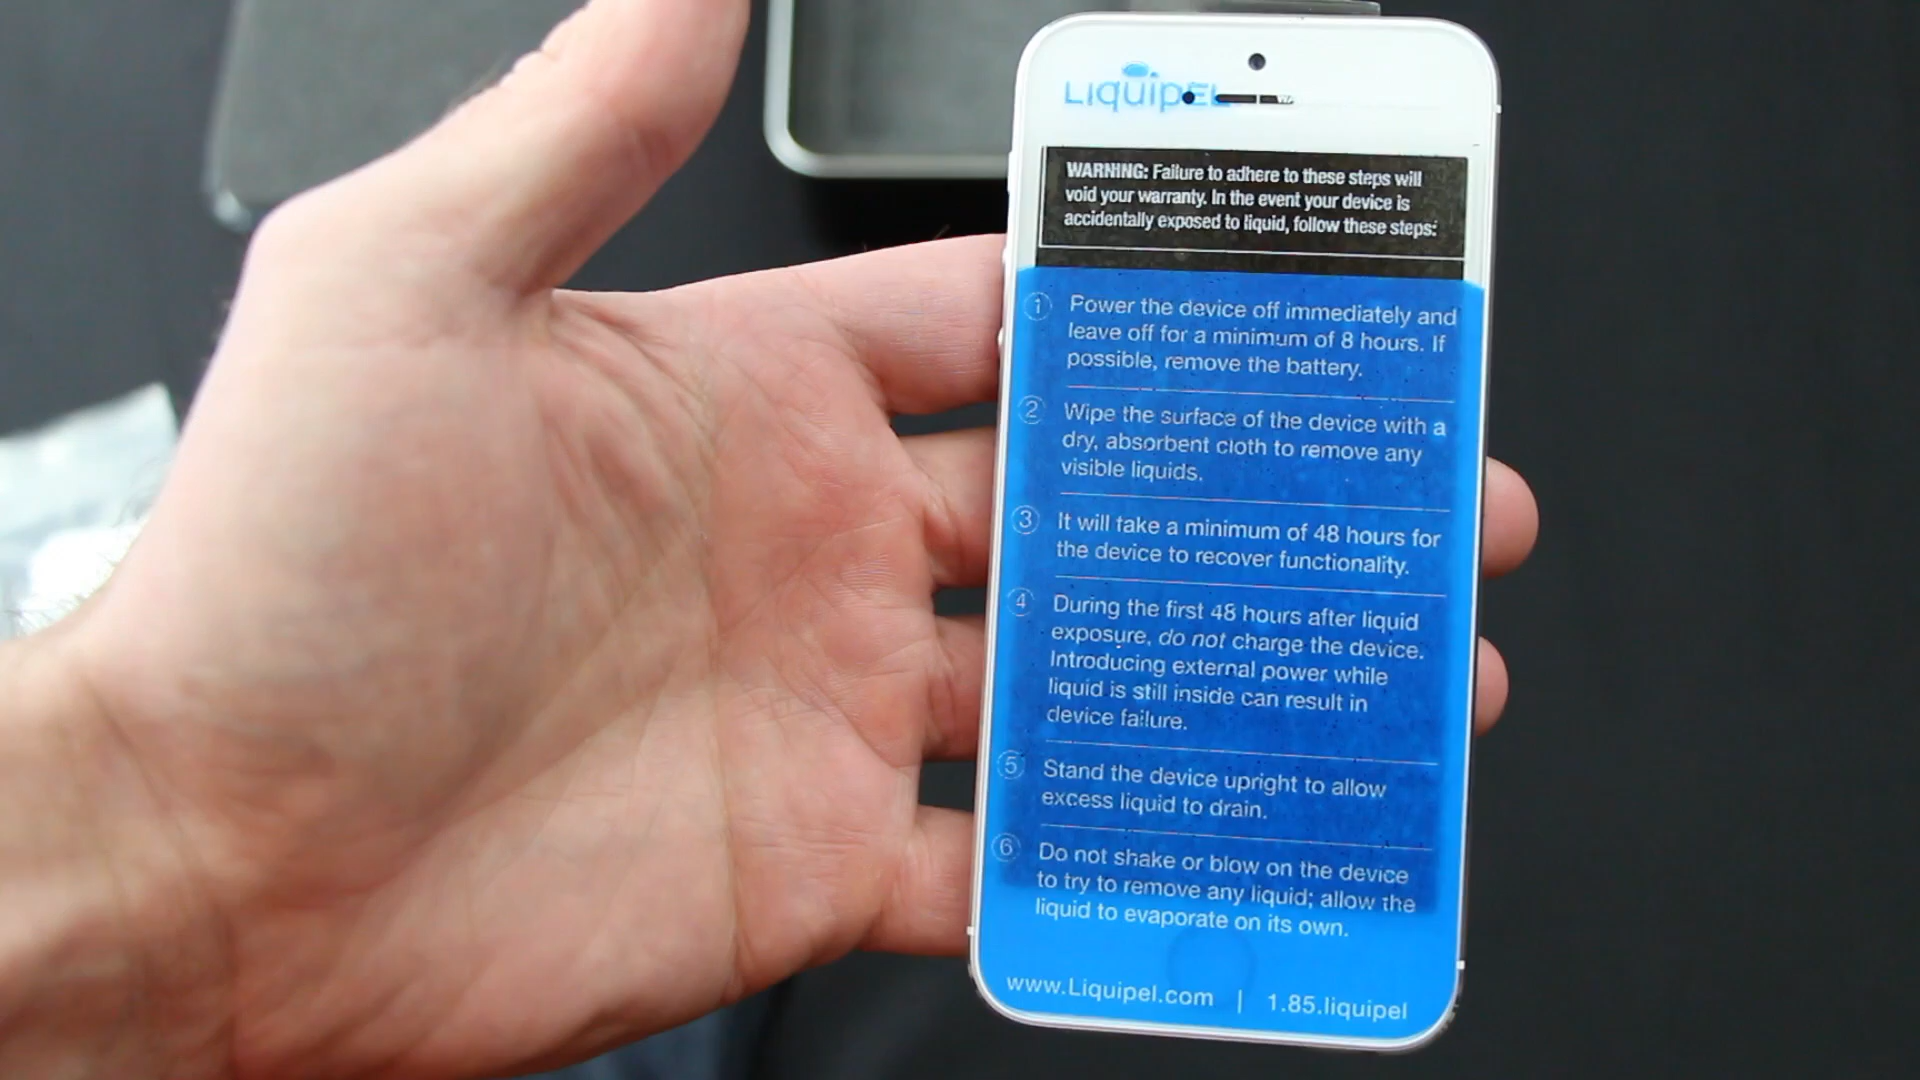 LIQUIPEL
WARNING: Failure to adhere to these steps will
void your warranty. In the event your device is
accidentally exposed to liquid, follow these steps:
1 Power the device off immediately and
leave off for a minimum of 8 hours. If
possible, remove the battery.
2 Wipe the surface of the device with a
dry, absorbent cloth to remove any
visible liquids.
3 It will take a minimum of 48 hours for
the device to recover functionality.
4 During the first 48 hours after liquid
exposure, do not charge the device.
Introducing external power while
liquid is still inside can result in
device failure.
5 Stand the device upright to allow
excess liquid to drain.
6 Do not shake or blow on the device
to try to remove any liquid; allow the
liquid to evaporate on its own.
www.Liquipel.com | 1.85.liquipel